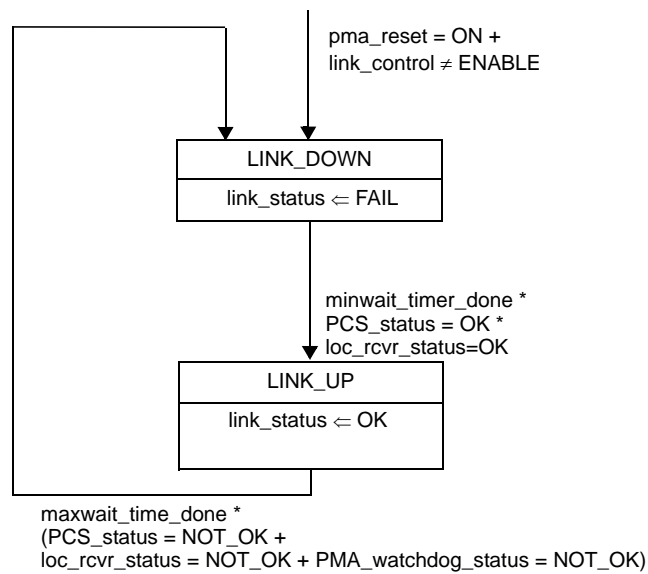 pma_reset = ON +
link_control ≠ ENABLE
LINK_DOWN
link_status ⇐ FAIL
minwait_timer_done *
PCS_status = OK *
loc_rcvr_status=OK
LINK_UP
link_status ⇐ OK
maxwait_time_done *
(PCS_status = NOT_OK +
loc_rcvr_status = NOT_OK + PMA_watchdog_status = NOT_OK)